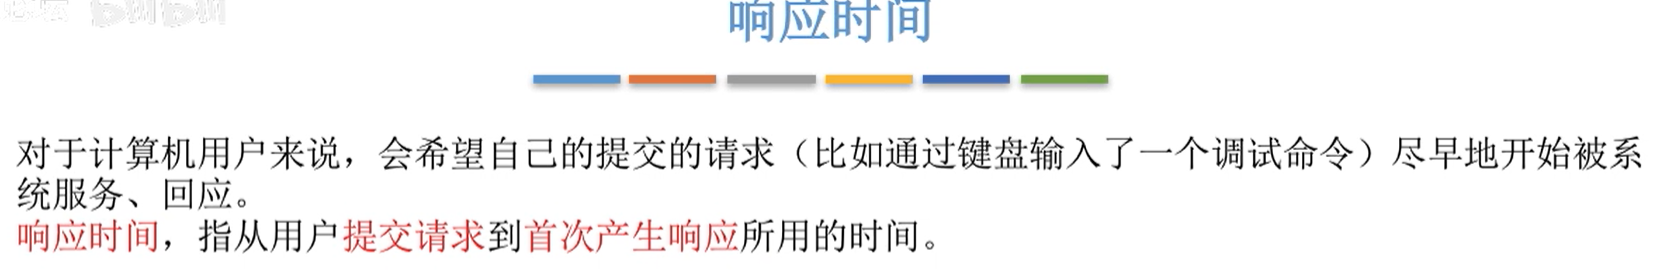 响应时间
对于计算机用户来说，会希望自己的提交的请求（比如通过键盘输入了一个调试命令）尽早地开始被系
统服务、回应。
响应时间，指从用户提交请求到首次产生响应所用的时间。